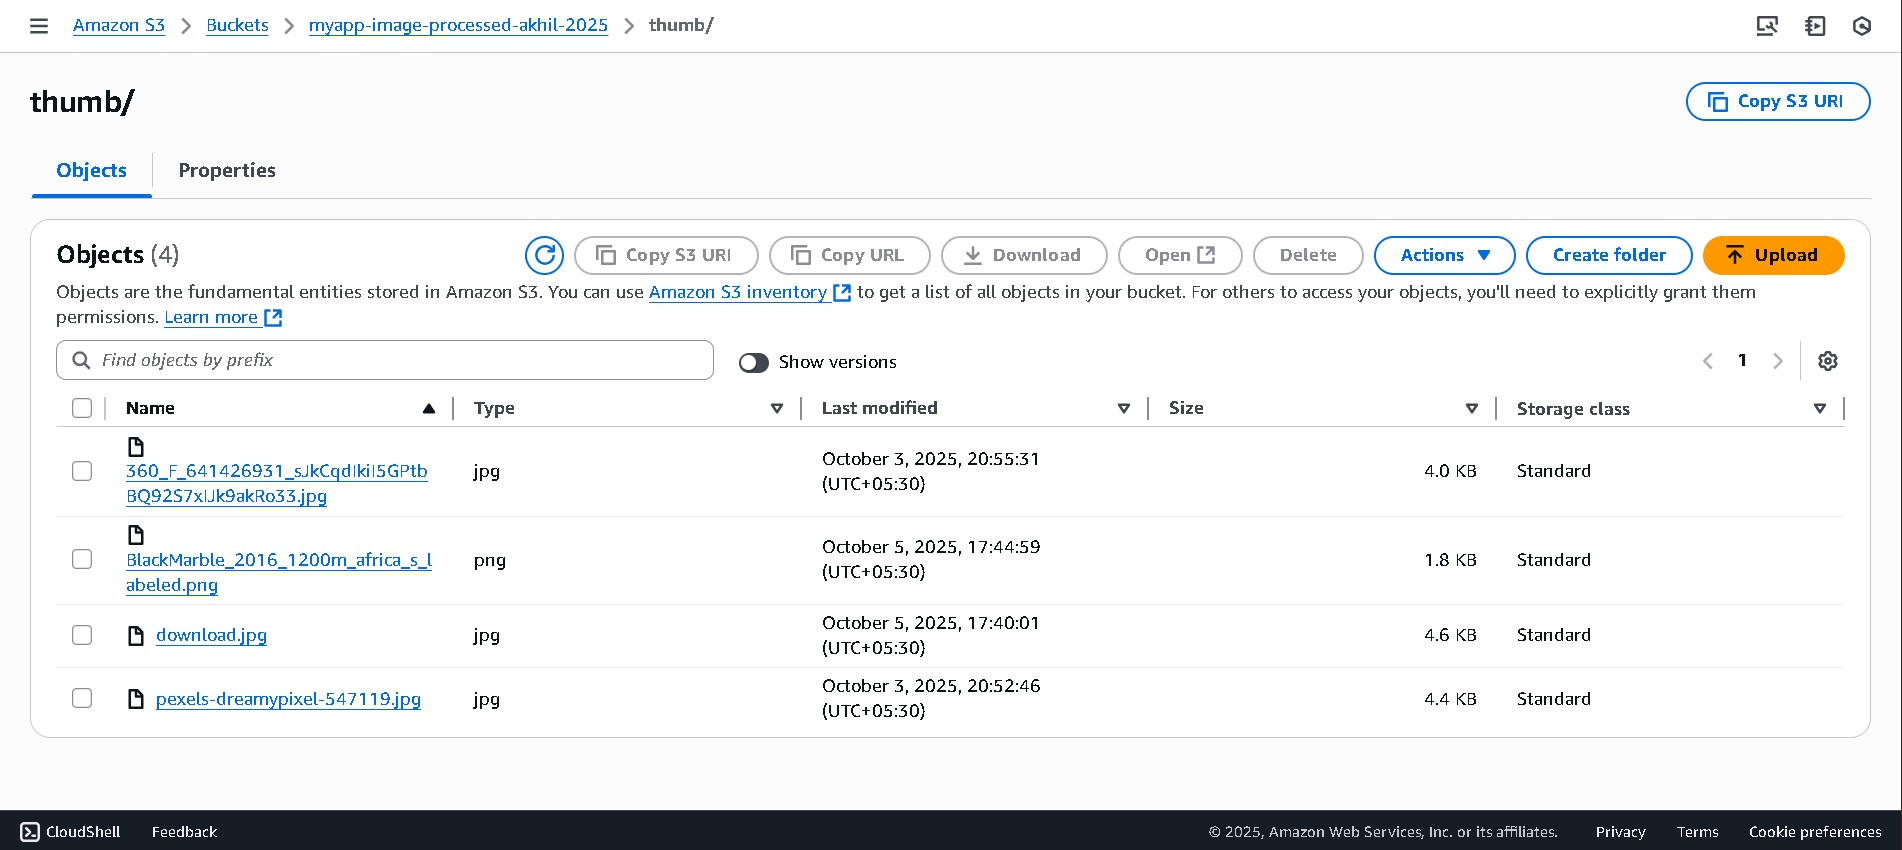 Amazon S3 > Buckets > myapp-image-processed-akhil-2025 > thumb/
thumb/
Copy S3 URI
Objects Properties
Objects (4)
Copy S3 URI Copy URL Download Open Delete Actions Create folder Upload
Objects are the fundamental entities stored in Amazon S3. You can use Amazon S3 inventory to get a list of all objects in your bucket. For others to access your objects, you'll need to explicitly grant them
permissions. Learn more
Find objects by prefix
Show versions
1
Name Type Last modified Size Storage class
360_F_641426931_sJkCqdIkiI5GPtb
BQ92S7xIJk9akRo33.jpg
jpg
October 3, 2025, 20:55:31
(UTC+05:30)
4.0 KB
Standard
BlackMarble_2016_1200m_africa_s_l
abeled.png
png
October 5, 2025, 17:44:59
(UTC+05:30)
1.8 KB
Standard
download.jpg
jpg
October 5, 2025, 17:40:01
(UTC+05:30)
4.6 KB
Standard
pexels-dreamypixel-547119.jpg
jpg
October 3, 2025, 20:52:46
(UTC+05:30)
4.4 KB
Standard
CloudShell Feedback © 2025, Amazon Web Services, Inc. or its affiliates. Privacy Terms Cookie preferences